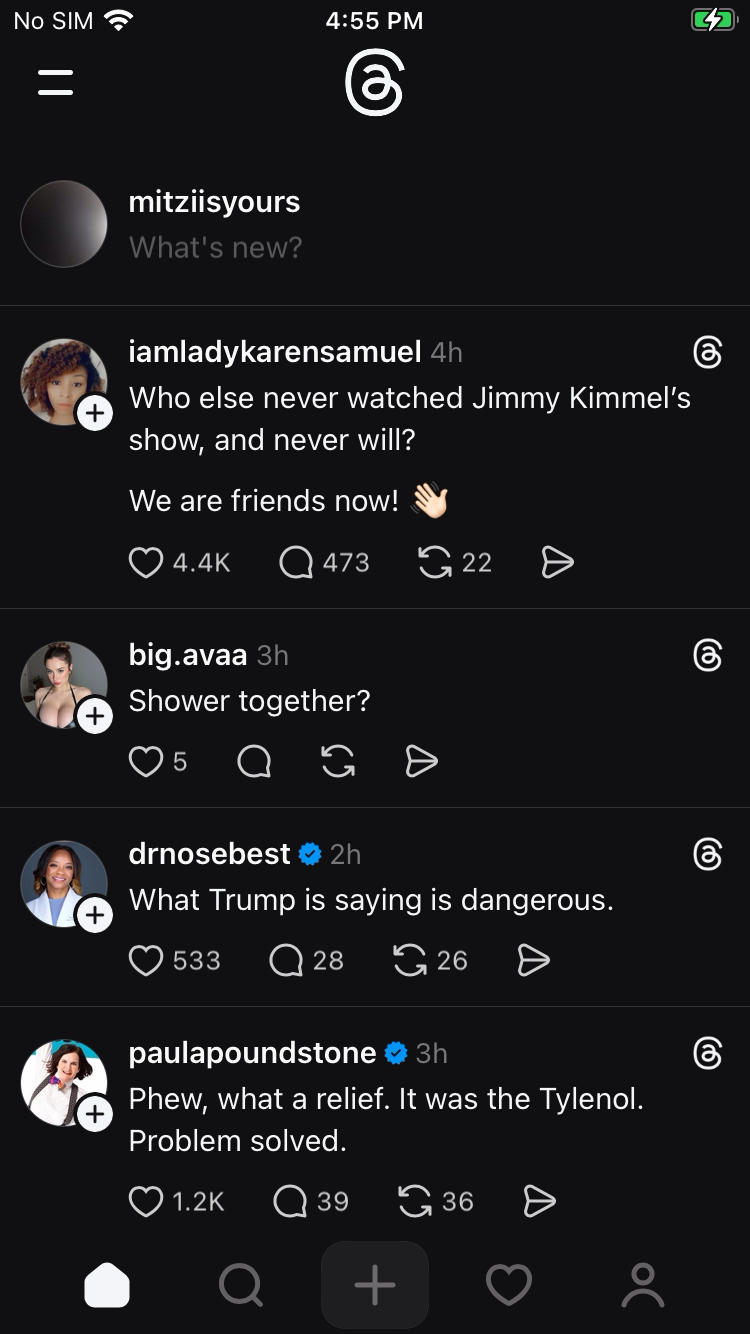 No SIM 4:55 PM
mitziisyours
What's new?
iamladykarensamuel 4h
Who else never watched Jimmy Kimmel’s
show, and never will?
We are friends now! 👋🏻
4.4K 473 22
big.avaa 3h
Shower together?
5
drnosebest 2h
What Trump is saying is dangerous.
533 28 26
paulapoundstone 3h
Phew, what a relief. It was the Tylenol.
Problem solved.
1.2K 39 36